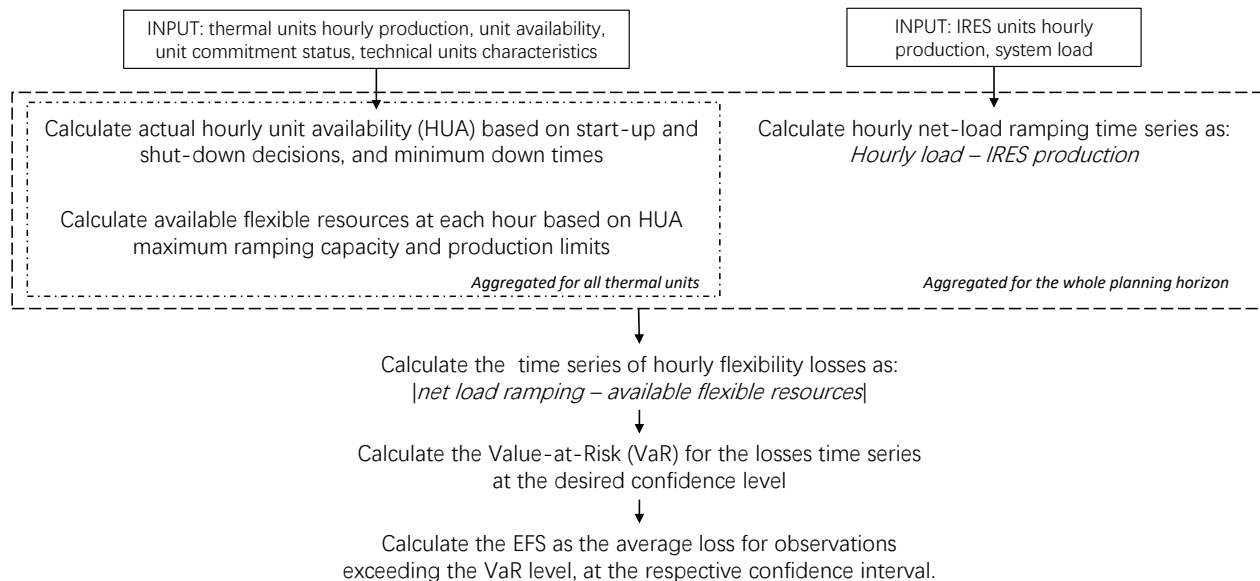 INPUT: thermal units hourly production, unit availability,
unit commitment status, technical units characteristics
INPUT: IRES units hourly
production, system load
Calculate actual hourly unit availability (HUA) based on start-up and
shut-down decisions, and minimum down times
Calculate available flexible resources at each hour based on HUA
maximum ramping capacity and production limits
Aggregated for all thermal units
Calculate hourly net-load ramping time series as:
Hourly load – IRES production
Aggregated for the whole planning horizon
Calculate the time series of hourly flexibility losses as:
|net load ramping – available flexible resources|
Calculate the Value-at-Risk (VaR) for the losses time series
at the desired confidence level
Calculate the EFS as the average loss for observations
exceeding the VaR level, at the respective confidence interval.